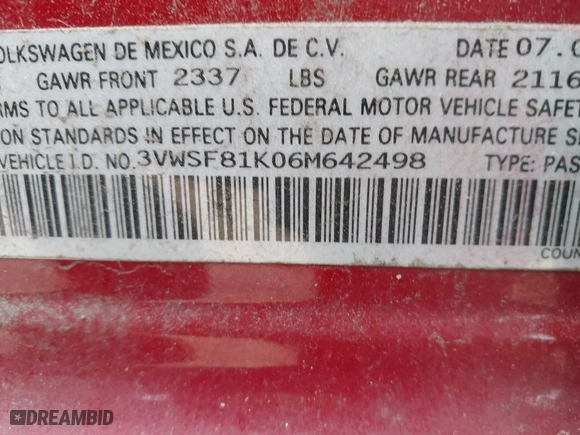 OLKSWAGEN DE MEXICO S.A. DE C.V. DATE 07.0
GAWR FRONT 2337 LBS GAWR REAR 2116
RMS TO ALL APPLICABLE U.S. FEDERAL MOTOR VEHICLE SAFET
ION STANDARDS IN EFFECT ON THE DATE OF MANUFACTURE S
VEHICLE I.D. NO. 3VWSF81K06M642498 TYPE: PAS
COUN
DREAMBID